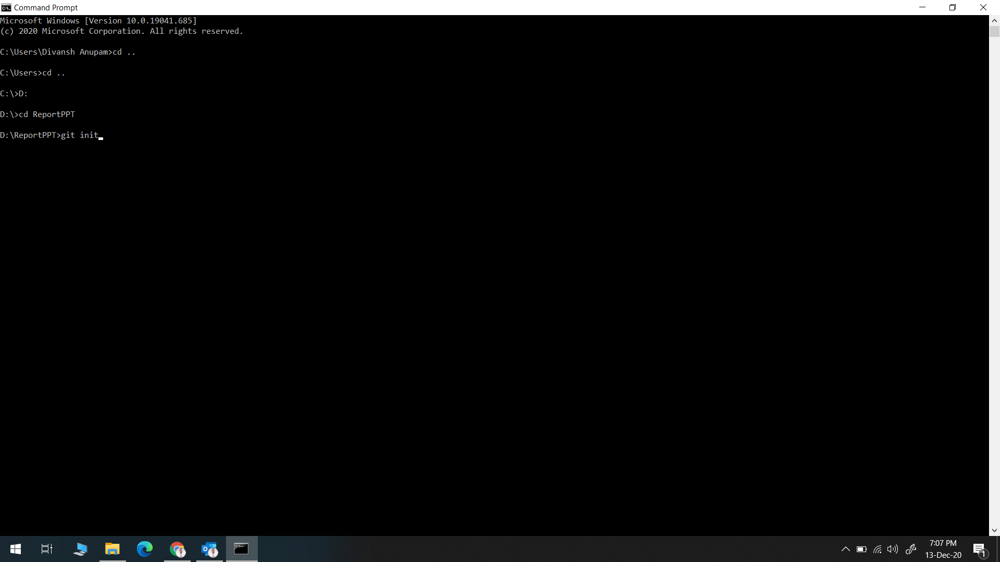 Command Prompt
Microsoft Windows [Version 10.0.19041.685]
(c) 2020 Microsoft Corporation. All rights reserved.
C:\Users\Divansh Anupam>cd ..
C:\Users>cd ..
C:\>D:
D:\>cd ReportPPT
D:\ReportPPT>git init
7:07 PM
13-Dec-20
1